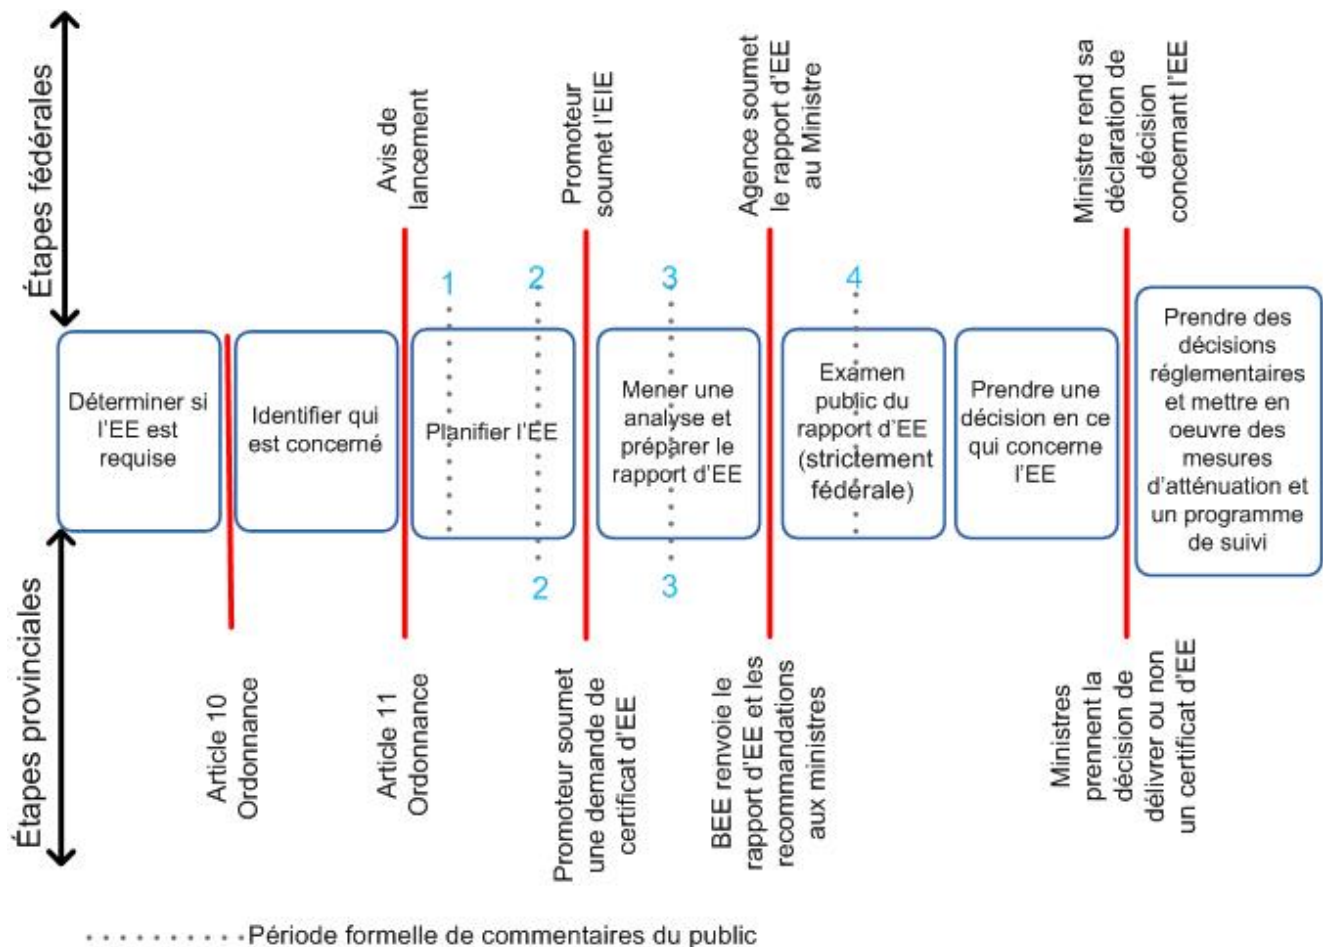 Étapes fédérales
Avis de
lancement
Promoteur
soumet l'EIE
Agence soumet
le rapport d'EE
au Ministre
Ministre rend sa
déclaration de
décision
concernant l'EE
1
2
3
4
Déterminer si
l'EE est
requise
Identifier qui
est concerné
Planifier l'EE
Mener une
analyse et
préparer le
rapport d'EE
Examen
public du
rapport d'EE
(strictement
fédérale)
Prendre une
décision en ce
qui concerne
l'EE
Prendre des
décisions
réglementaires
et mettre en
oeuvre des
mesures
d'atténuation et
un programme
de suivi
2
3
Étapes provinciales
Article 10
Ordonnance
Article 11
Ordonnance
Promoteur soumet
une demande de
certificat d'EE
BEE renvoie le
rapport d'EE et les
recommandations
aux ministres
Ministres
prennent la
décision de
délivrer ou non
un certificat d'EE
Période formelle de commentaires du public